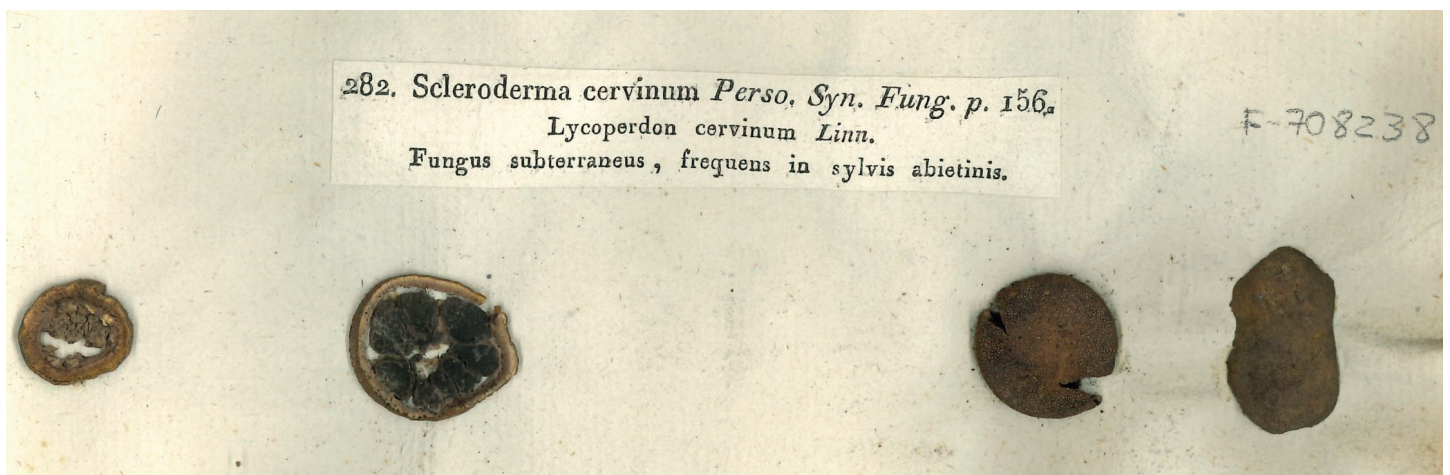 282. Scleroderma cervinum Perso. Syn. Fung. p. 156.
Lycoperdon cervinum Linn.
Fungus subterraneus, frequens in sylvis abietinis.
F-708238